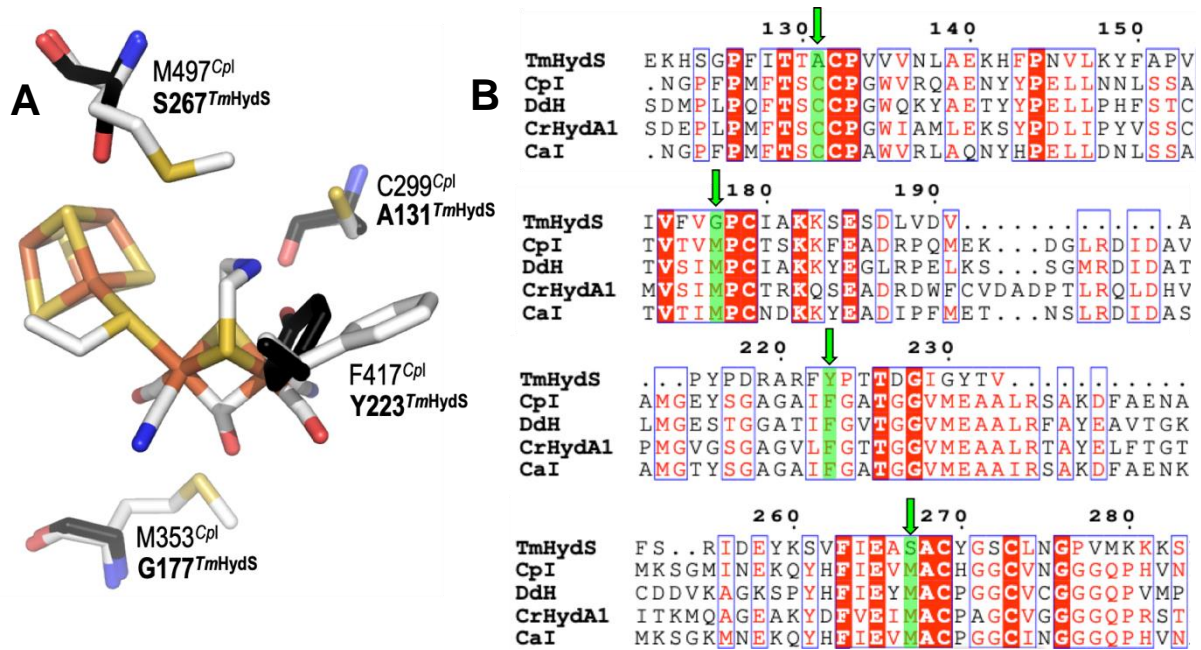 A
M497CpI
S267TmHydS
C299CpI
A131TmHydS
F417CpI
Y223TmHydS
M353CpI
G177TmHydS
B
130 140 150
TmHydS EKHSGPFITTACPVVVNLAEKHFPNVLKYFAPV
CpI .NGPFPMFTSCCPGWVRQAENYYPELLNNLSSA
DdH SDMPLPQFTSCCPGWQKYAETYYPELLPHFSTC
CrHydA1 SDEPLPMFTSCCPGWIAMLEKSYPDLIPYVSSC
CaI .NGPFPMFTSCCPAWVRLAQNYHPELLDNLSSA
180 190
TmHydS IVFVGPCIAKKSESDLVDV.............A
CpI TVTVMPCTSKKFEADRPQMEK...DGLRDIDAV
DdH TVSIMPCIAKKYEGLRPELKS...SGMRDIDAT
CrHydA1 MVSIMPCTRKQSEADRDWFCVDADPTLRQLDHV
CaI TVTIMPCNDKKYEADIPFMET...NSLRDIDAS
220 230
TmHydS ...PYPDRARFYPTTDGIGYTV...........
CpI AMGEYSGAGAIFGATGGVMEAALRSAKDFAENA
DdH LMGESTGGATIFGVTGGVMEAALRFAYEAVTGK
CrHydA1 PMGVGSGAGVLFGTTGGVMEAALRTAYELFTGT
CaI AMGTYSGAGAIFGATGGVMEAAIRSAKDFAENK
260 270 280
TmHydS FS..RIDEYKSVFIEASACYGSCLNGPVMKKKS
CpI MKSGMINEKQYHFIEVMACHGGCVNGGGQPHVN
DdH CDDVKAGKSPYHFIEYMACPGGCVCGGGQPVMP
CrHydA1 ITKMQAGEAKYDFVEIMACPAGCVGGGGQPRST
CaI MKSGKMNEKQYHFIEVMACPGGCINGGGQPHVN